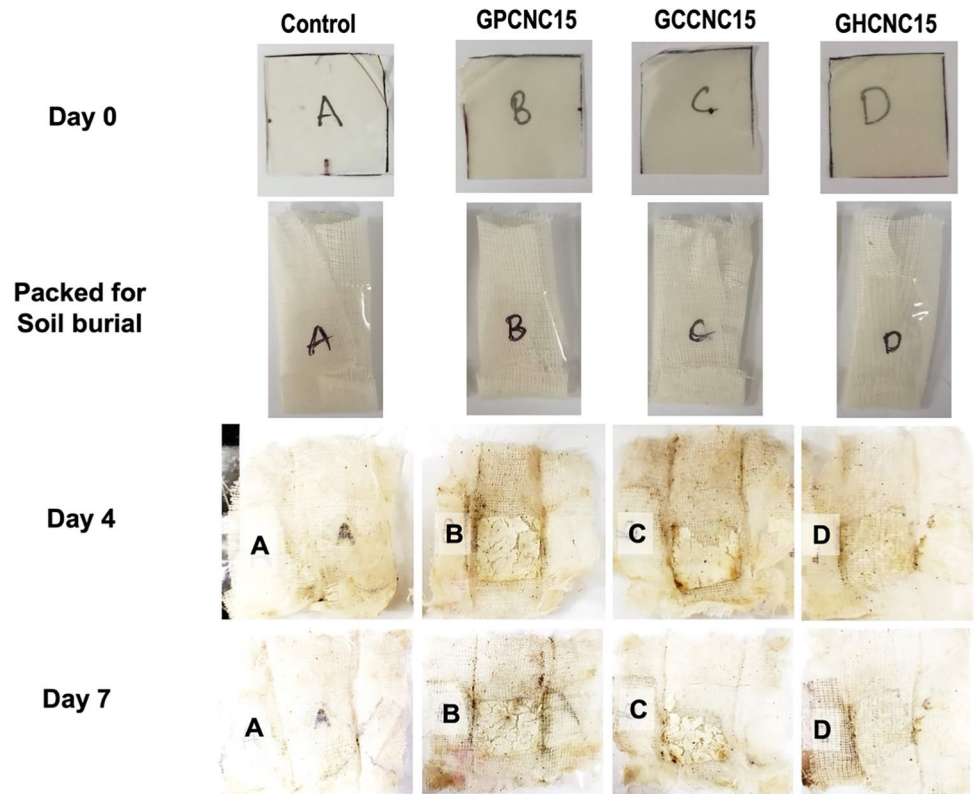 Control GPCNC15 GCCNC15 GHCNC15
Day 0
A B C D
Packed for
Soil burial
A B C D
Day 4
A A B C D
Day 7
A A B C D